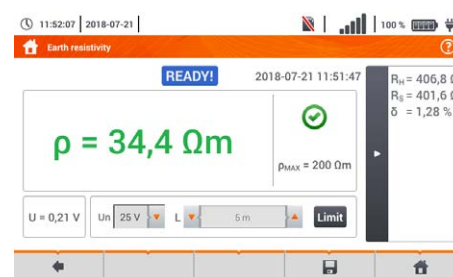 11:52:07 2018-07-21 100 %
Earth resistivity
READY! 2018-07-21 11:51:47
ρ = 34,4 Ωm
ρMAX = 200 Ωm
RH = 406,8 Ω
RS = 401,6 Ω
δ = 1,28 %
U = 0,21 V Un 25 V L 5 m Limit